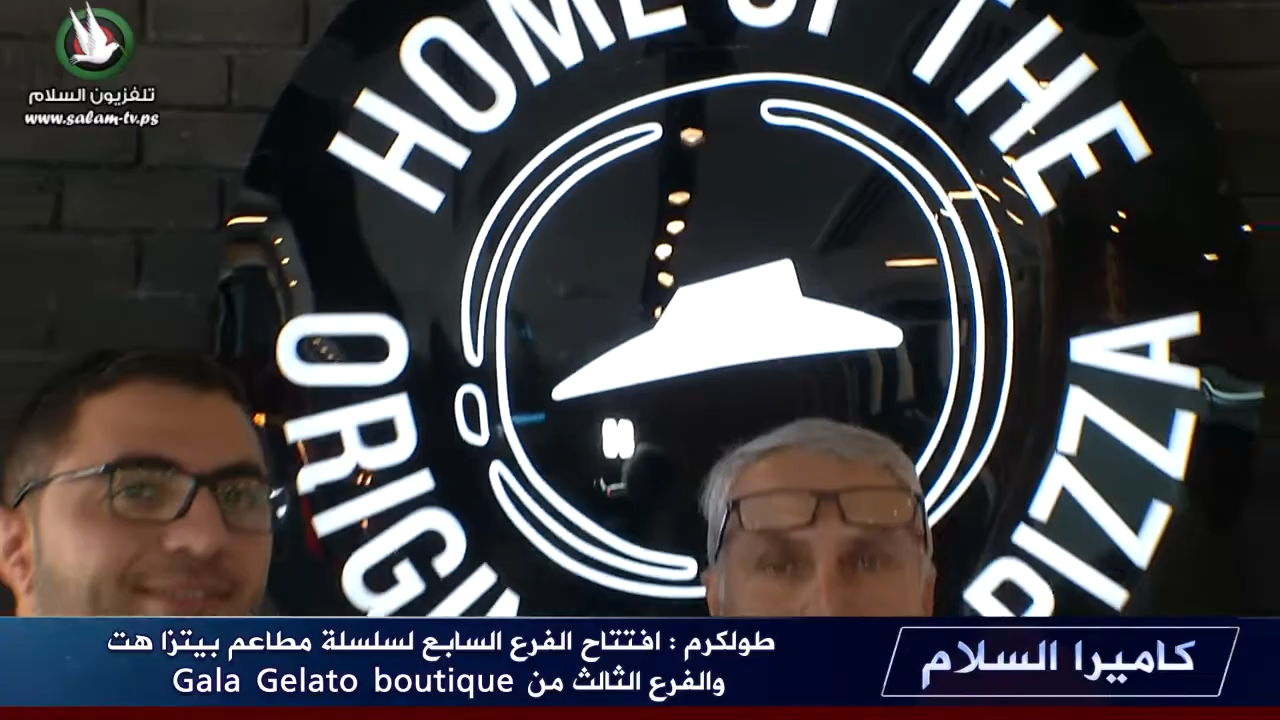 تلفزيون السلام
www.salam-tv.ps
HOME OF THE
ORIGIN
PIZZA
طولكرم : افتتاح الفرع السابع لسلسلة مطاعم بيتزا هت
والفرع الثالث من Gala Gelato boutique
كاميرا السلام